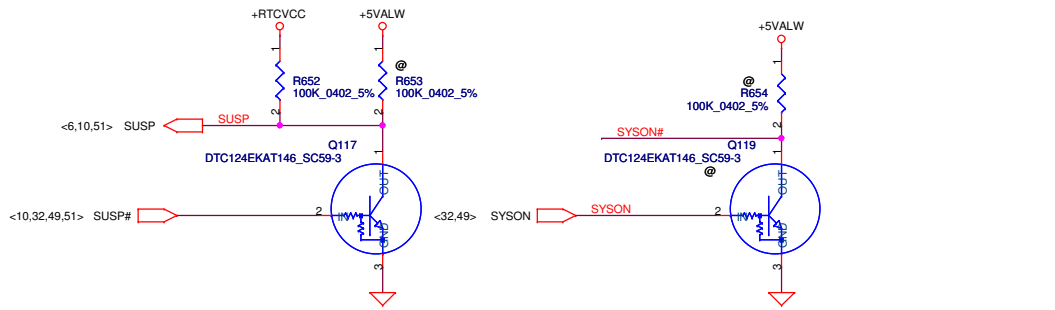 +RTCVCC
+5VALW
1
1
@
R652
R653
100K_0402_5%
100K_0402_5%
2
2
<6,10,51> SUSP
SUSP
Q117
1
DTC124EKAT146_SC59-3
OUT
<10,32,49,51> SUSP#
2
IN
GND
3
+5VALW
1
@
R654
100K_0402_5%
2
SYSON#
Q119
1
DTC124EKAT146_SC59-3
@
OUT
<32,49> SYSON
SYSON
2
IN
GND
3